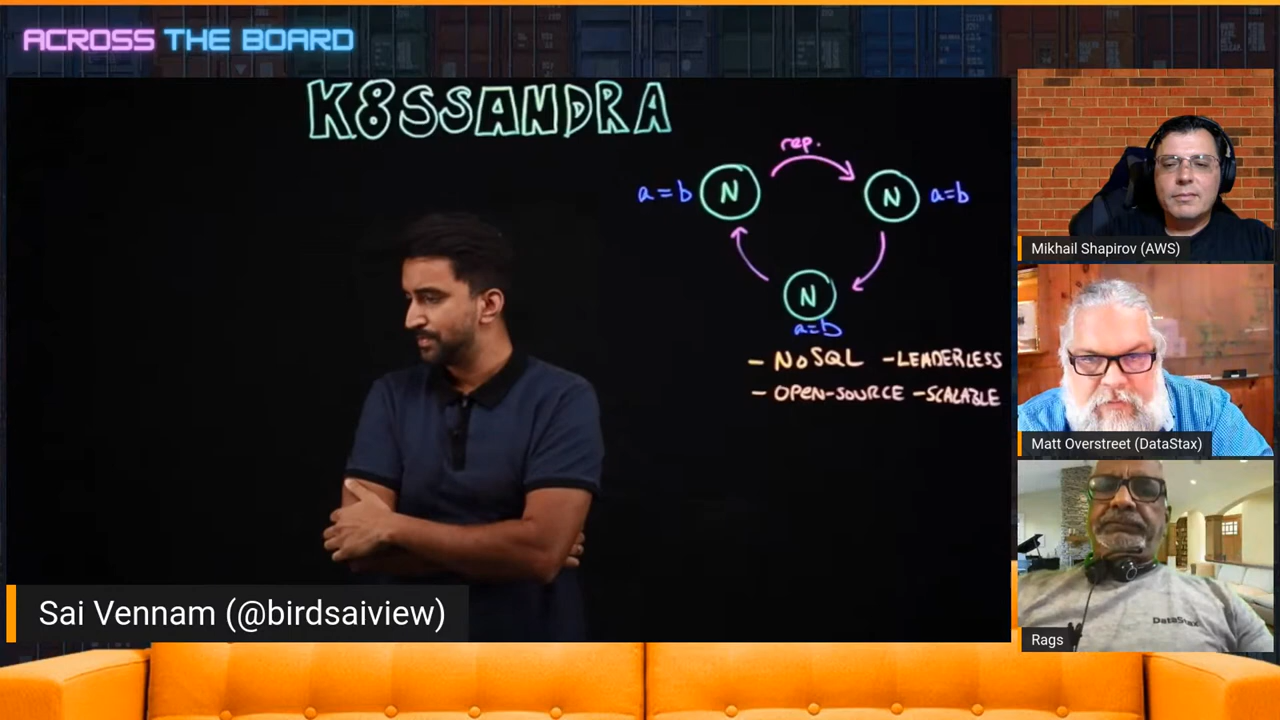 ACROSS THE BOARD
K8SSANDRA
rep.
a=b N N a=b
N
a=b
- NoSQL - LEADERLESS
- OPEN-SOURCE - SCALABLE
Sai Vennam (@birdsaiview)
Mikhail Shapirov (AWS)
Matt Overstreet (DataStax)
DataStax
Rags